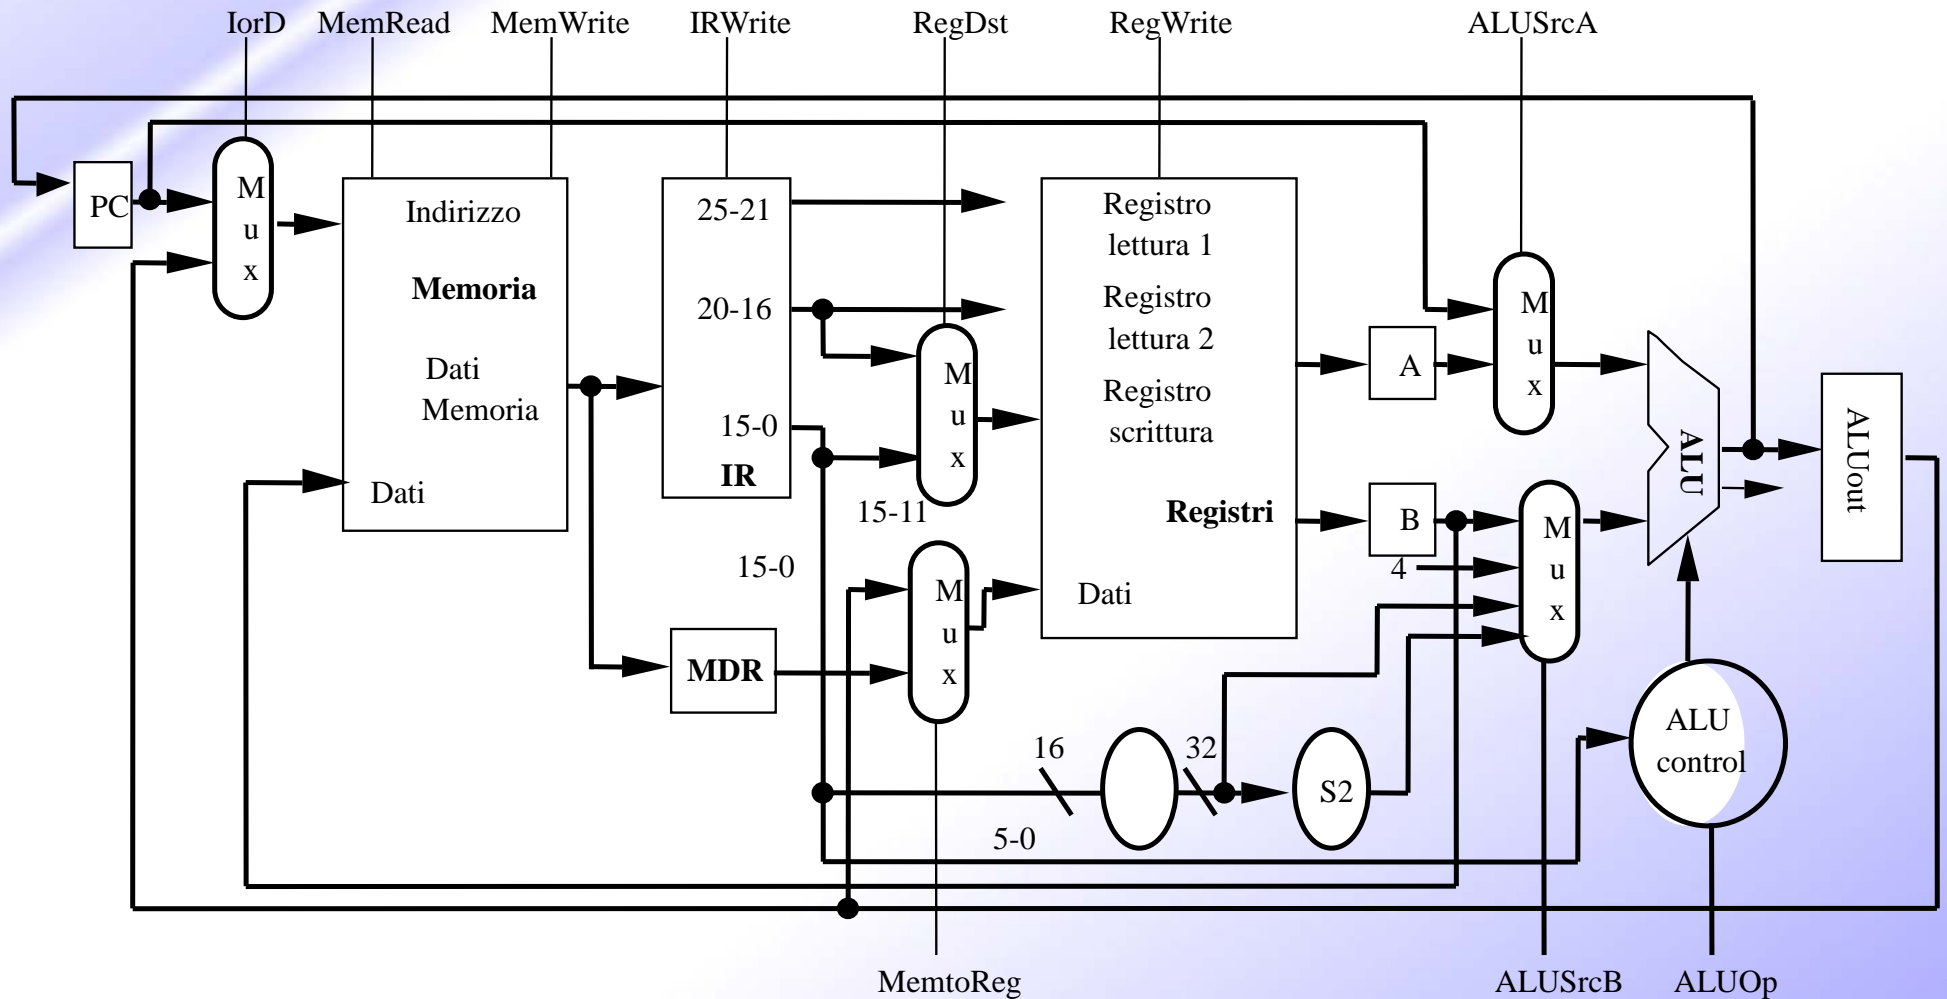 IorD MemRead MemWrite IRWrite RegDst RegWrite ALUSrcA
PC
M
u
x
Indirizzo
Memoria
Dati
Memoria
Dati
25-21
20-16
15-0
IR
M
u
x
15-11
15-0
MDR
M
u
x
Registro
lettura 1
Registro
lettura 2
Registro
scrittura
Registri
Dati
A
B
4
M
u
x
M
u
x
ALU
ALUout
16
32
S2
5-0
ALU
control
MemtoReg ALUSrcB ALUOp